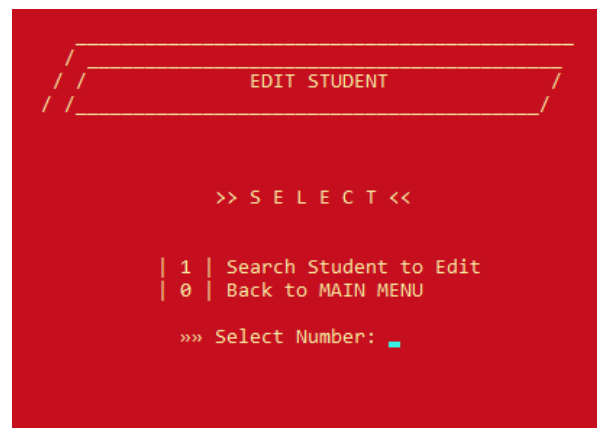 EDIT STUDENT
>> S E L E C T <<
| 1 | Search Student to Edit
| 0 | Back to MAIN MENU
»» Select Number: